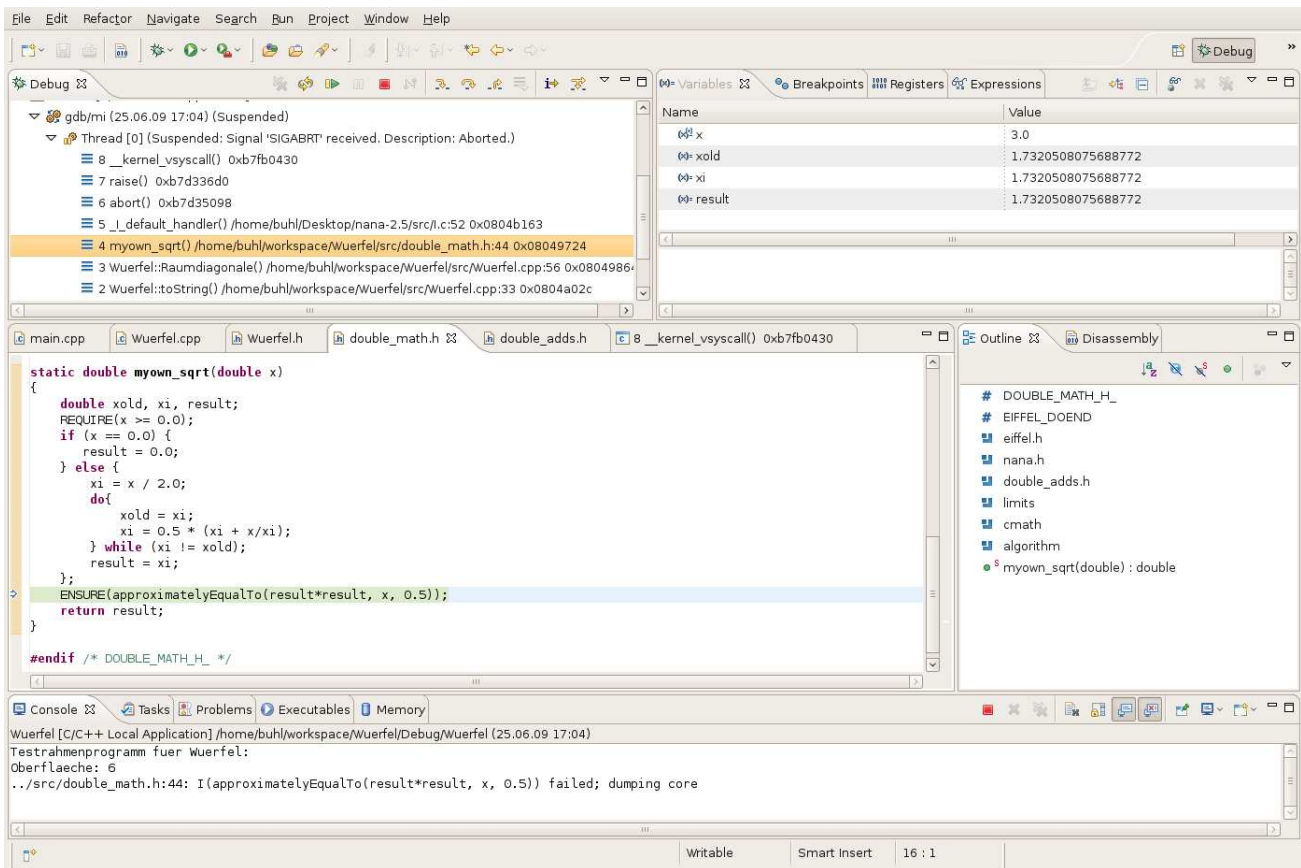 File Edit Refactor Navigate Search Run Project Window Help
Debug »
Debug
Variables Breakpoints Registers Expressions
gdb/mi (25.06.09 17:04) (Suspended)
Thread [0] (Suspended: Signal 'SIGABRT' received. Description: Aborted.)
8 __kernel_vsyscall() 0xb7fb0430
7 raise() 0xb7d336d0
6 abort() 0xb7d35098
5 _I_default_handler() /home/buhl/Desktop/nana-2.5/src/I.c:52 0x0804b163
4 myown_sqrt() /home/buhl/workspace/Wuerfel/src/double_math.h:44 0x08049724
3 Wuerfel::Raumdiagonale() /home/buhl/workspace/Wuerfel/src/Wuerfel.cpp:56 0x0804986
2 Wuerfel::toString() /home/buhl/workspace/Wuerfel/src/Wuerfel.cpp:33 0x0804a02c
Name Value
x 3.0
xold 1.7320508075688772
xi 1.7320508075688772
result 1.7320508075688772
main.cpp Wuerfel.cpp Wuerfel.h double_math.h double_adds.h 8 __kernel_vsyscall() 0xb7fb0430
static double myown_sqrt(double x)
{
double xold, xi, result;
REQUIRE(x >= 0.0);
if (x == 0.0) {
result = 0.0;
} else {
xi = x / 2.0;
do{
xold = xi;
xi = 0.5 * (xi + x/xi);
} while (xi != xold);
result = xi;
};
ENSURE(approximatelyEqualTo(result*result, x, 0.5));
return result;
}
#endif /* DOUBLE_MATH_H_ */
Outline Disassembly
# DOUBLE_MATH_H_
# EIFFEL_DOEND
eiffel.h
nana.h
double_adds.h
limits
cmath
algorithm
S myown_sqrt(double) : double
Console Tasks Problems Executables Memory
Wuerfel [C/C++ Local Application] /home/buhl/workspace/Wuerfel/Debug/Wuerfel (25.06.09 17:04)
Testrahmenprogramm fuer Wuerfel:
Oberflaeche: 6
../src/double_math.h:44: I(approximatelyEqualTo(result*result, x, 0.5)) failed; dumping core
Writable Smart Insert 16 : 1